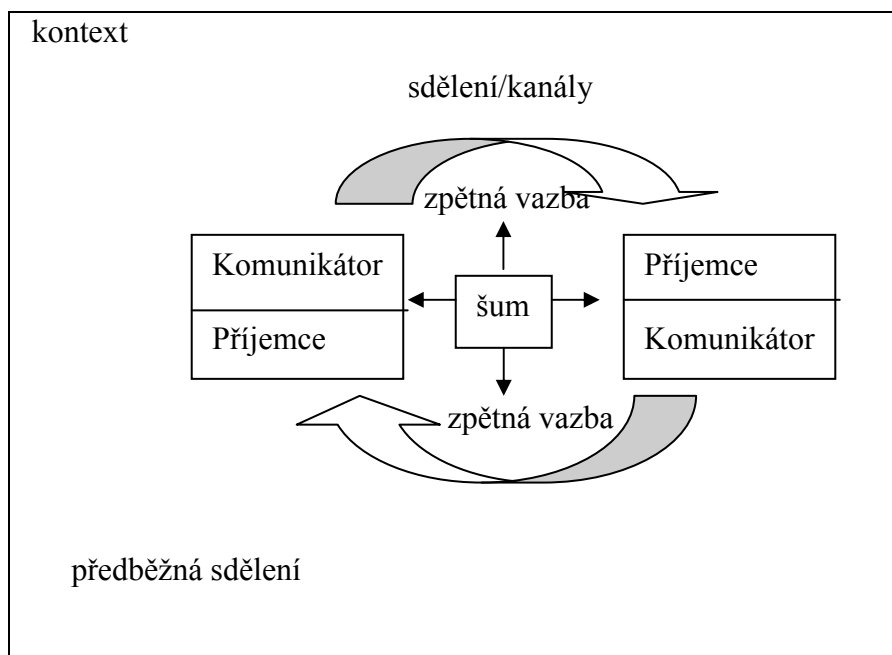 kontext
sdělení/kanály
zpětná vazba
Komunikátor
Příjemce
šum
Příjemce
Komunikátor
zpětná vazba
předběžná sdělení